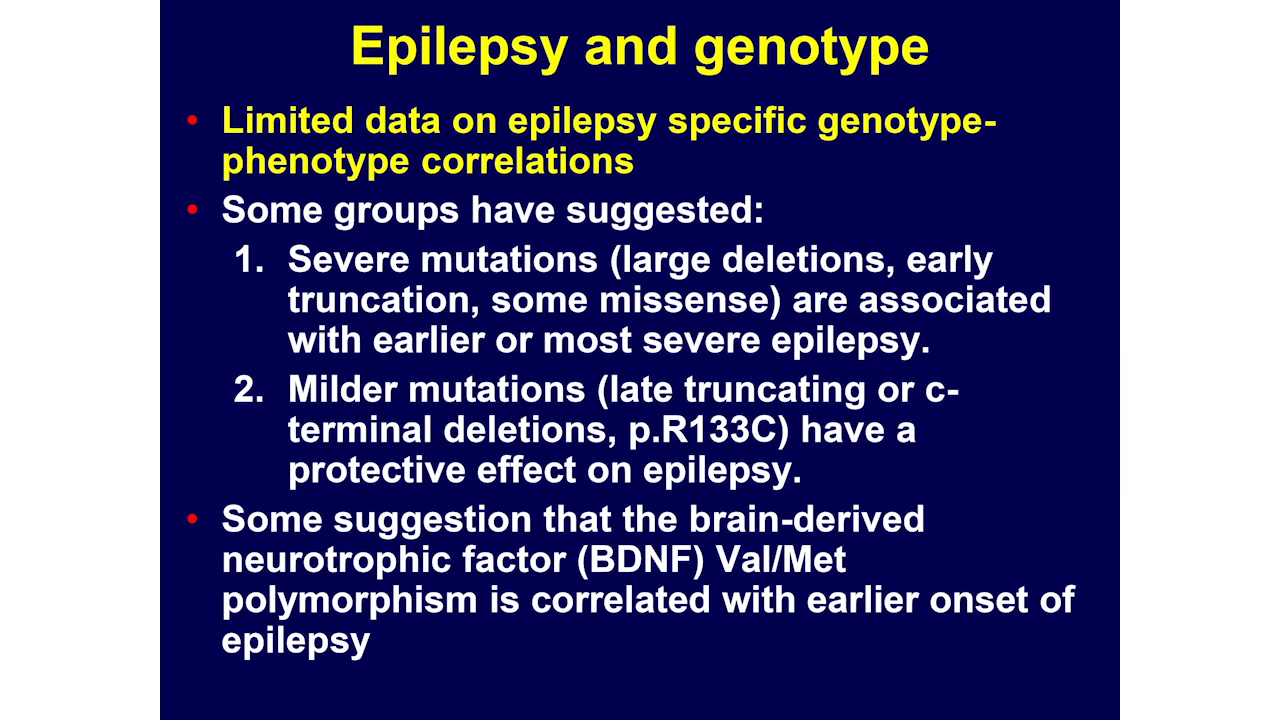 Epilepsy and genotype
• Limited data on epilepsy specific genotype-
phenotype correlations
• Some groups have suggested:
1. Severe mutations (large deletions, early
truncation, some missense) are associated
with earlier or most severe epilepsy.
2. Milder mutations (late truncating or c-
terminal deletions, p.R133C) have a
protective effect on epilepsy.
• Some suggestion that the brain-derived
neurotrophic factor (BDNF) Val/Met
polymorphism is correlated with earlier onset of
epilepsy